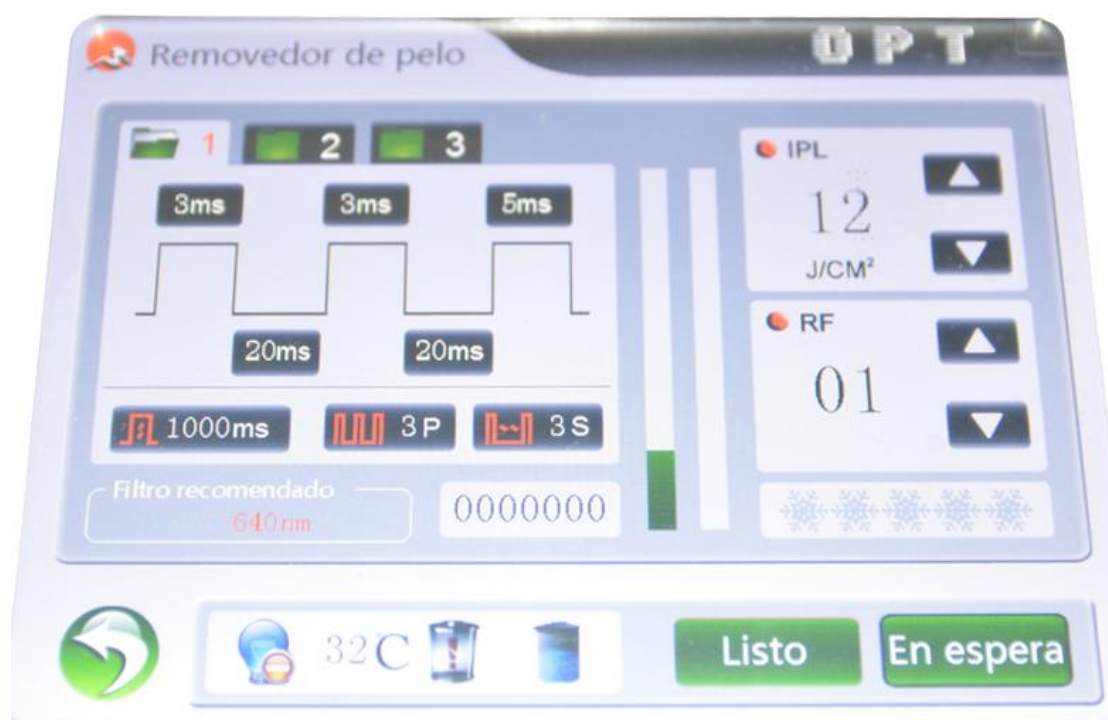 Removedor de pelo
OPT
1
2
3
IPL
12
J/CM²
3ms
3ms
5ms
20ms
20ms
RF
01
1000ms
3P
3S
Filtro recomendado
640nm
0000000
32°C
Listo
En espera